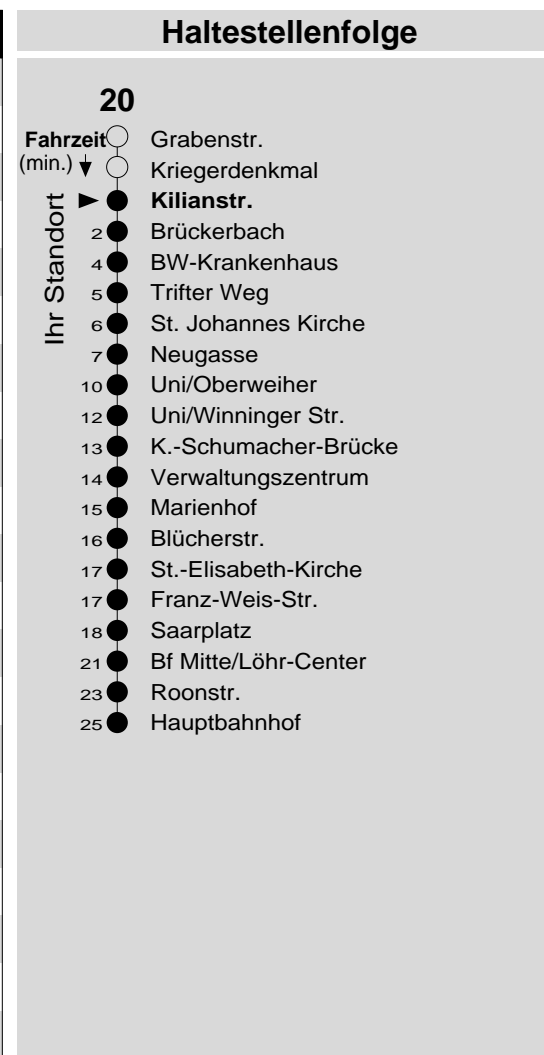 Haltestellenfolge
20
Fahrzeit Grabenstr.
(min.) Kriegerdenkmal
Ihr Standort
Kilianstr.
2 Brückerbach
4 BW-Krankenhaus
5 Trifter Weg
6 St. Johannes Kirche
7 Neugasse
10 Uni/Oberweiher
12 Uni/Winninger Str.
13 K.-Schumacher-Brücke
14 Verwaltungszentrum
15 Marienhof
16 Blücherstr.
17 St.-Elisabeth-Kirche
17 Franz-Weis-Str.
18 Saarplatz
21 Bf Mitte/Löhr-Center
23 Roonstr.
25 Hauptbahnhof